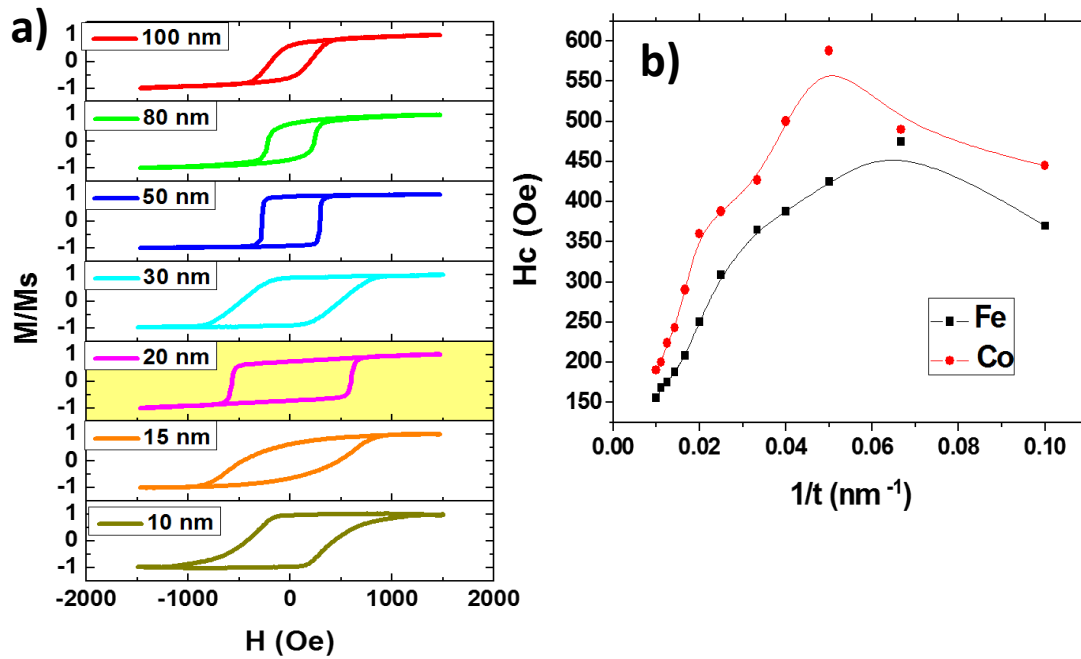 a)
100 nm
1
0
-1
80 nm
1
0
-1
50 nm
1
0
-1
30 nm
1
0
-1
20 nm
1
0
-1
15 nm
1
0
-1
10 nm
1
0
-1
M/Ms
-2000 -1000 0 1000 2000
H (Oe)
b)
600
550
500
450
400
350
300
250
200
150
Hc (Oe)
Fe
Co
0.00 0.02 0.04 0.06 0.08 0.10
1/t (nm -1)